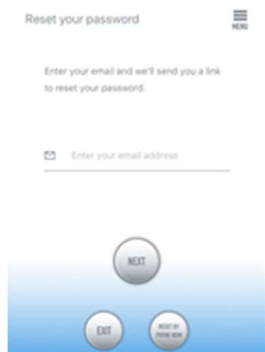 Reset your password
MENU
Enter your email and we'll send you a link
to reset your password.
Enter your email address
NEXT
EXIT
RESET BY
PHONE NOW